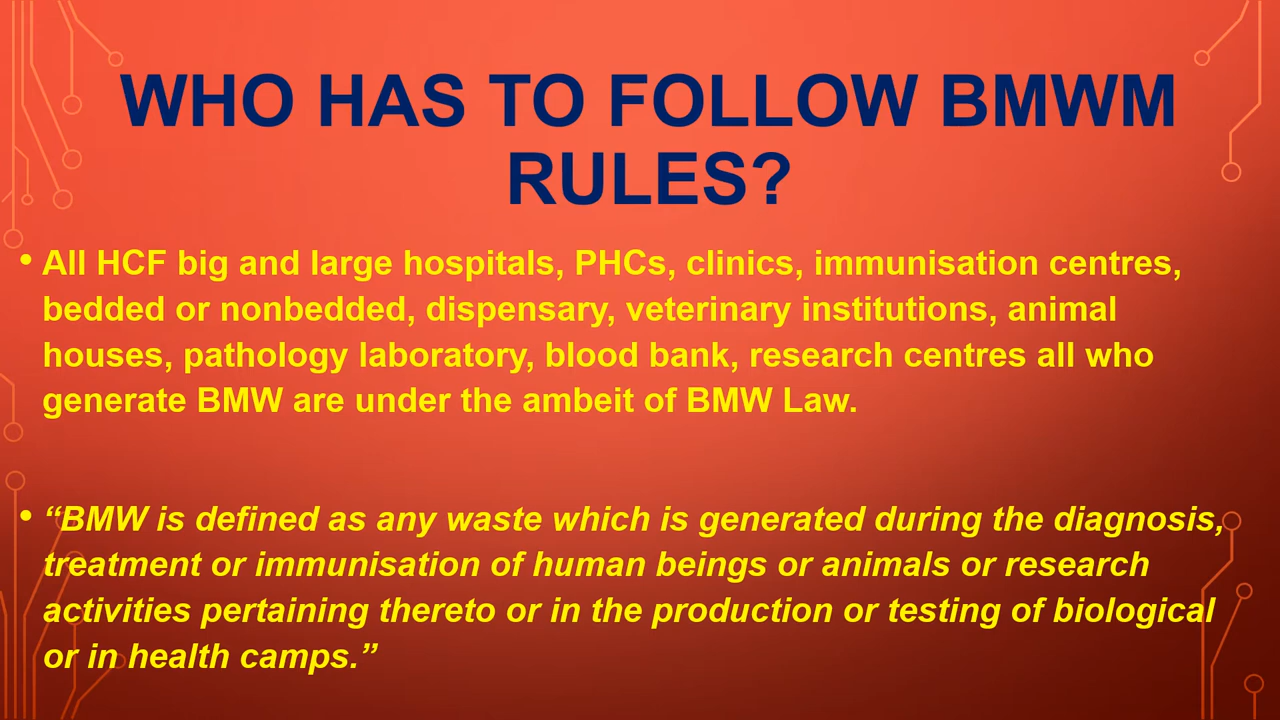 WHO HAS TO FOLLOW BMWM
RULES?
• All HCF big and large hospitals, PHCs, clinics, immunisation centres,
bedded or nonbedded, dispensary, veterinary institutions, animal
houses, pathology laboratory, blood bank, research centres all who
generate BMW are under the ambeit of BMW Law.
• “BMW is defined as any waste which is generated during the diagnosis,
treatment or immunisation of human beings or animals or research
activities pertaining thereto or in the production or testing of biological
or in health camps.”